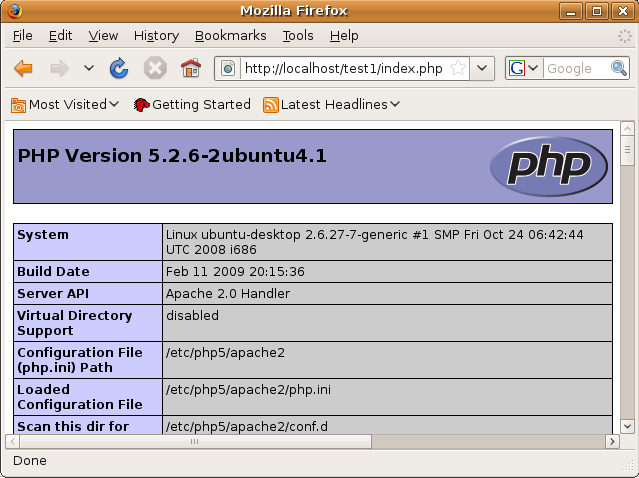 Mozilla Firefox
File Edit View History Bookmarks Tools Help
http://localhost/test1/index.php
G Google
Most Visited Getting Started Latest Headlines
PHP Version 5.2.6-2ubuntu4.1
php
System
Linux ubuntu-desktop 2.6.27-7-generic #1 SMP Fri Oct 24 06:42:44
UTC 2008 i686
Build Date
Feb 11 2009 20:15:36
Server API
Apache 2.0 Handler
Virtual Directory
Support
disabled
Configuration File
(php.ini) Path
/etc/php5/apache2
Loaded
Configuration File
/etc/php5/apache2/php.ini
Scan this dir for
/etc/php5/apache2/conf.d
Done